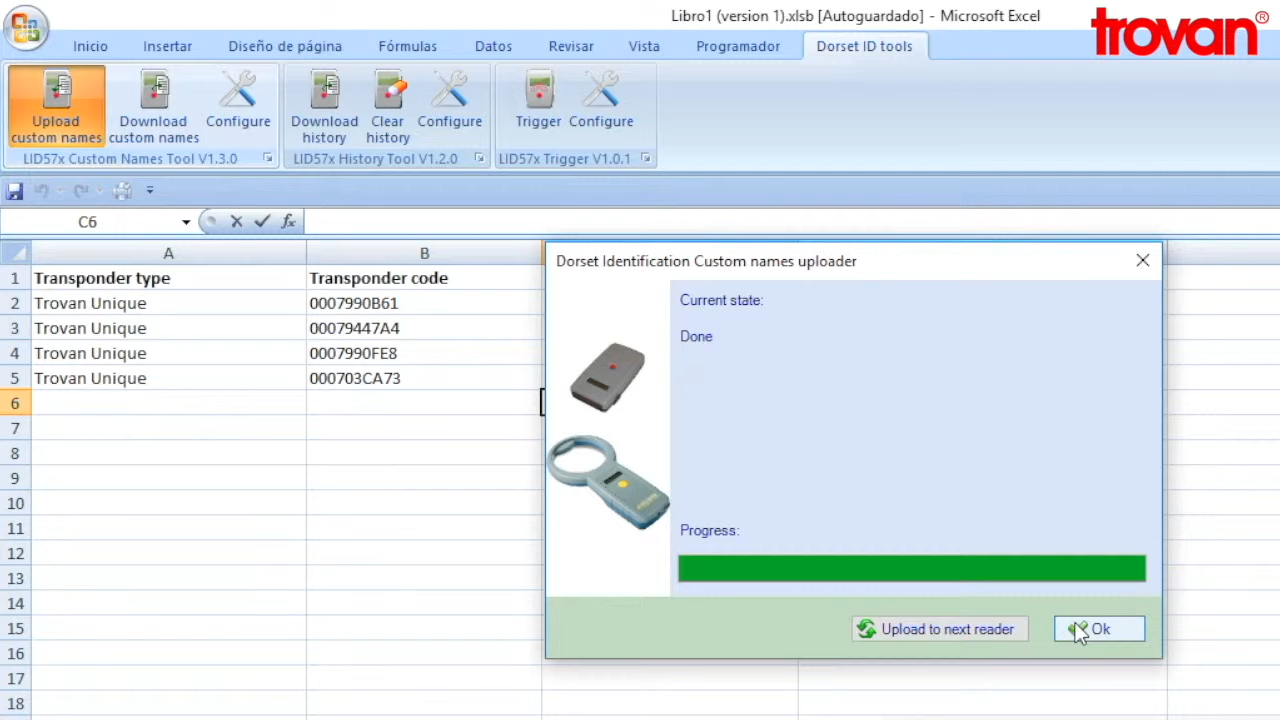 Libro1 (version 1).xlsb [Autoguardado] - Microsoft Excel
trovan®
Inicio Insertar Diseño de página Fórmulas Datos Revisar Vista Programador Dorset ID tools
Upload custom names
Download custom names
Configure
Download history
Clear history
Configure
Trigger
Configure
LID57x Custom Names Tool V1.3.0
LID57x History Tool V1.2.0
LID57x Trigger V1.0.1
C6
fx
A B
1 Transponder type Transponder code
2 Trovan Unique 0007990B61
3 Trovan Unique 00079447A4
4 Trovan Unique 0007990FE8
5 Trovan Unique 000703CA73
6
7
8
9
10
11
12
13
14
15
16
17
18
Dorset Identification Custom names uploader
Current state:
Done
Progress:
Upload to next reader
Ok